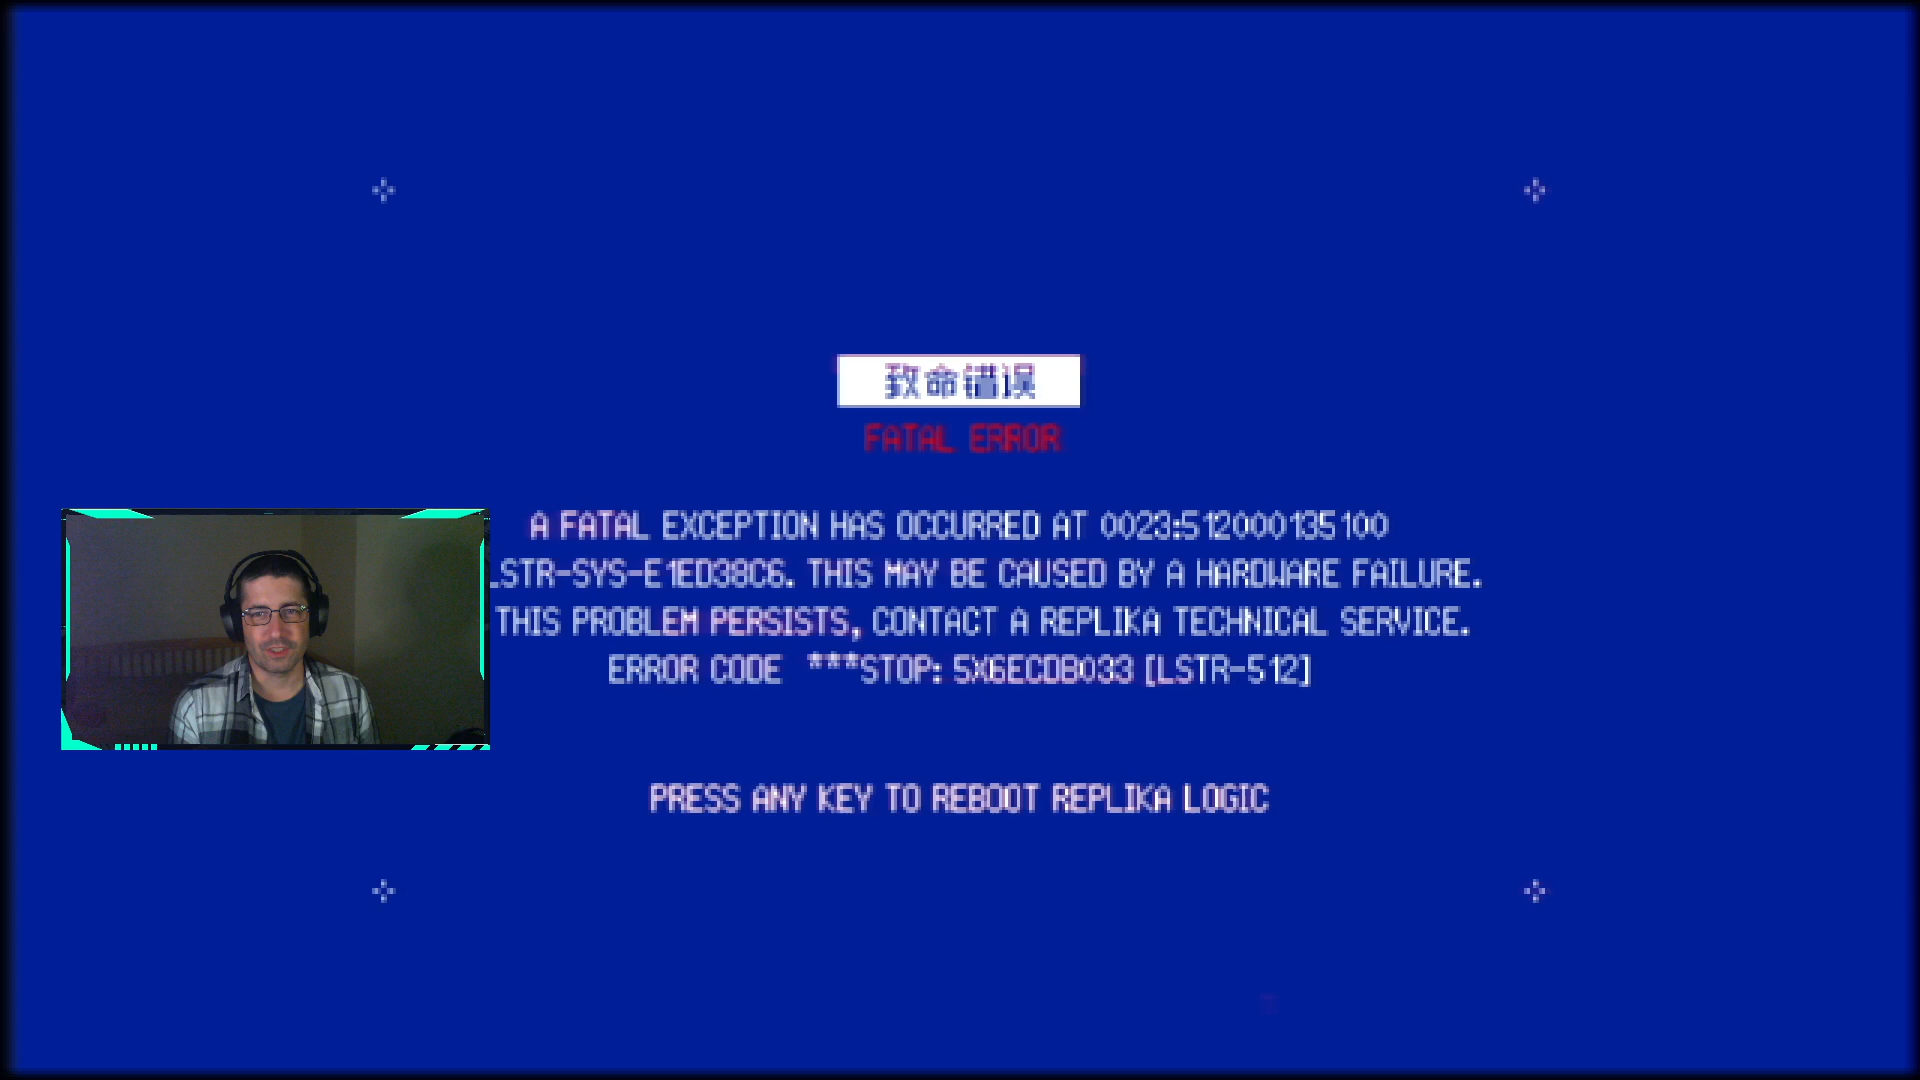 致命错误
FATAL ERROR
A FATAL EXCEPTION HAS OCCURRED AT 0023:512000135100
LSTR-SYS-E1ED38C6. THIS MAY BE CAUSED BY A HARDWARE FAILURE.
THIS PROBLEM PERSISTS, CONTACT A REPLIKA TECHNICAL SERVICE.
ERROR CODE ***STOP: 5X6ECDB033 [LSTR-512]
PRESS ANY KEY TO REBOOT REPLIKA LOGIC